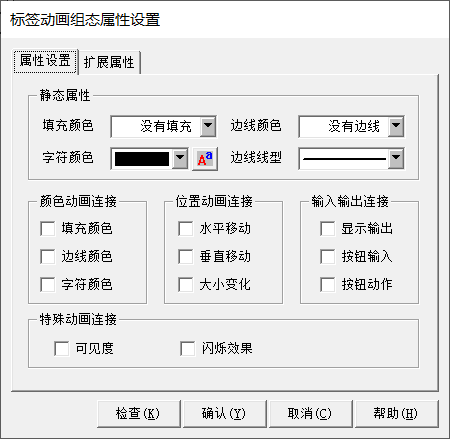 标签动画组态属性设置
属性设置 扩展属性
静态属性
填充颜色 没有填充 边线颜色 没有边线
字符颜色 Aa 边线线型
颜色动画连接 位置动画连接 输入输出连接
填充颜色 水平移动 显示输出
边线颜色 垂直移动 按钮输入
字符颜色 大小变化 按钮动作
特殊动画连接
可见度 闪烁效果
检查(K) 确认(Y) 取消(C) 帮助(H)